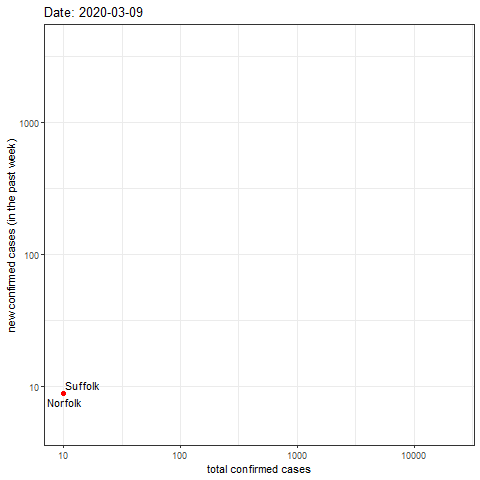 Date: 2020-03-09
new confirmed cases (in the past week)
1000
100
10
Suffolk
Norfolk
10
100
1000
10000
total confirmed cases